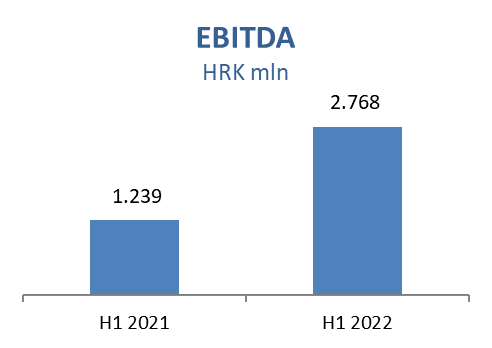 EBITDA
HRK mln
2.768
1.239
H1 2021
H1 2022